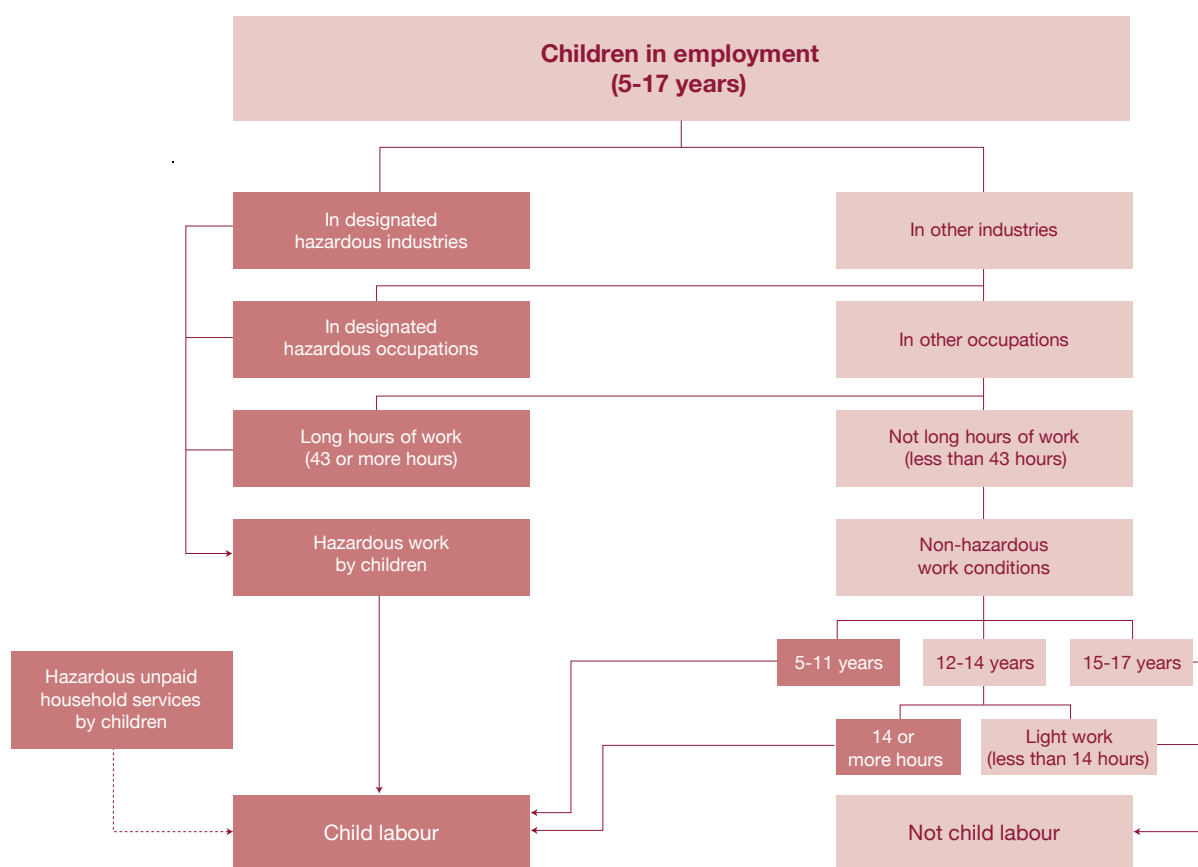 Children in employment
(5-17 years)
In designated
hazardous industries
In other industries
In designated
hazardous occupations
In other occupations
Long hours of work
(43 or more hours)
Not long hours of work
(less than 43 hours)
Hazardous work
by children
Non-hazardous
work conditions
5-11 years
12-14 years
15-17 years
Hazardous unpaid
household services
by children
14 or
more hours
Light work
(less than 14 hours)
Child labour
Not child labour